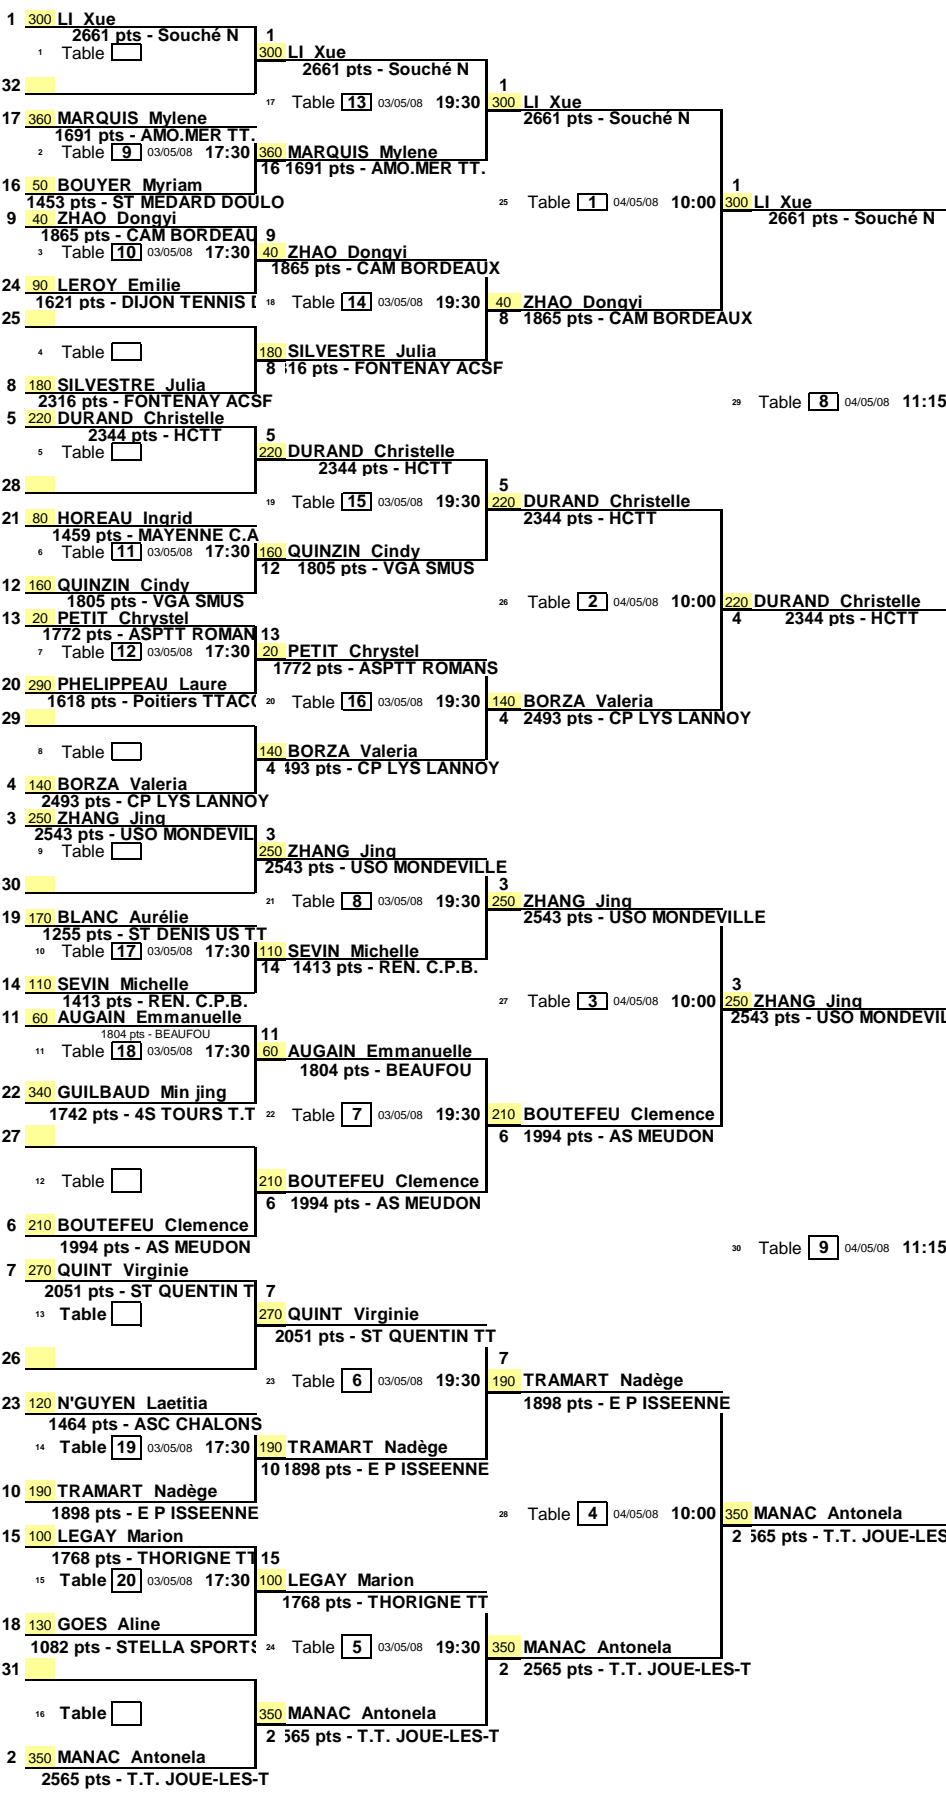 1 300 LI Xue
2661 pts - Souché N 1
1 Table 300 LI Xue
2661 pts - Souché N
32 1
17 Table 13 03/05/08 19:30 300 LI Xue
17 360 MARQUIS Mylene 2661 pts - Souché N
1691 pts - AMO.MER TT.
2 Table 9 03/05/08 17:30 360 MARQUIS Mylene
16 1691 pts - AMO.MER TT.
16 50 BOUYER Myriam 1
1453 pts - ST MEDARD DOULO 25 Table 1 04/05/08 10:00 300 LI Xue
9 40 ZHAO Dongyi 2661 pts - Souché N
1865 pts - CAM BORDEAU 9
3 Table 10 03/05/08 17:30 40 ZHAO Dongyi
1865 pts - CAM BORDEAUX
24 90 LEROY Emilie
1621 pts - DIJON TENNIS 18 Table 14 03/05/08 19:30 40 ZHAO Dongyi
25 8 1865 pts - CAM BORDEAUX
4 Table 180 SILVESTRE Julia
8 316 pts - FONTENAY ACSF
8 180 SILVESTRE Julia
2316 pts - FONTENAY ACSF 29 Table 8 04/05/08 11:15
5 220 DURAND Christelle
2344 pts - HCTT 5
5 Table 220 DURAND Christelle
2344 pts - HCTT
28 5
19 Table 15 03/05/08 19:30 220 DURAND Christelle
21 80 HOREAU Ingrid 2344 pts - HCTT
1459 pts - MAYENNE C.A
6 Table 11 03/05/08 17:30 160 QUINZIN Cindy
12 1805 pts - VGA SMUS
12 160 QUINZIN Cindy
1805 pts - VGA SMUS 26 Table 2 04/05/08 10:00 220 DURAND Christelle
13 20 PETIT Chrystel 4 2344 pts - HCTT
1772 pts - ASPTT ROMAN 13
7 Table 12 03/05/08 17:30 20 PETIT Chrystel
1772 pts - ASPTT ROMANS
20 290 PHELIPPEAU Laure
1618 pts - Poitiers TTAC 20 Table 16 03/05/08 19:30 140 BORZA Valeria
29 4 2493 pts - CP LYS LANNOY
8 Table 140 BORZA Valeria
4 493 pts - CP LYS LANNOY
4 140 BORZA Valeria
2493 pts - CP LYS LANNOY
3 250 ZHANG Jing
2543 pts - USO MONDEVIL 3
9 Table 250 ZHANG Jing
2543 pts - USO MONDEVILLE
30 3
21 Table 8 03/05/08 19:30 250 ZHANG Jing
19 170 BLANC Aurélie 2543 pts - USO MONDEVILLE
1255 pts - ST DENIS US TT
10 Table 17 03/05/08 17:30 110 SEVIN Michelle
14 1413 pts - REN. C.P.B.
14 110 SEVIN Michelle 3
1413 pts - REN. C.P.B. 27 Table 3 04/05/08 10:00 250 ZHANG Jing
11 60 AUGAIN Emmanuelle 2543 pts - USO MONDEVIL
1804 pts - BEAUFOU 11
11 Table 18 03/05/08 17:30 60 AUGAIN Emmanuelle
1804 pts - BEAUFOU
22 340 GUILBAUD Min jing
1742 pts - 4S TOURS T.T 22 Table 7 03/05/08 19:30 210 BOUTEFEU Clemence
27 6 1994 pts - AS MEUDON
12 Table 210 BOUTEFEU Clemence
6 1994 pts - AS MEUDON
6 210 BOUTEFEU Clemence
1994 pts - AS MEUDON 30 Table 9 04/05/08 11:15
7 270 QUINT Virginie
2051 pts - ST QUENTIN T 7
13 Table 270 QUINT Virginie
2051 pts - ST QUENTIN TT
26 7
23 Table 6 03/05/08 19:30 190 TRAMART Nadège
23 120 N'GUYEN Laetitia 1898 pts - E P ISSEENNE
1464 pts - ASC CHALONS
14 Table 19 03/05/08 17:30 190 TRAMART Nadège
10 1898 pts - E P ISSEENNE
10 190 TRAMART Nadège
1898 pts - E P ISSEENNE 28 Table 4 04/05/08 10:00 350 MANAC Antonela
15 100 LEGAY Marion 2 565 pts - T.T. JOUE-LES
1768 pts - THORIGNE TT 15
15 Table 20 03/05/08 17:30 100 LEGAY Marion
1768 pts - THORIGNE TT
18 130 GOES Aline
1082 pts - STELLA SPORTS 24 Table 5 03/05/08 19:30 350 MANAC Antonela
31 2 2565 pts - T.T. JOUE-LES-T
16 Table 350 MANAC Antonela
2 565 pts - T.T. JOUE-LES-T
2 350 MANAC Antonela
2565 pts - T.T. JOUE-LES-T